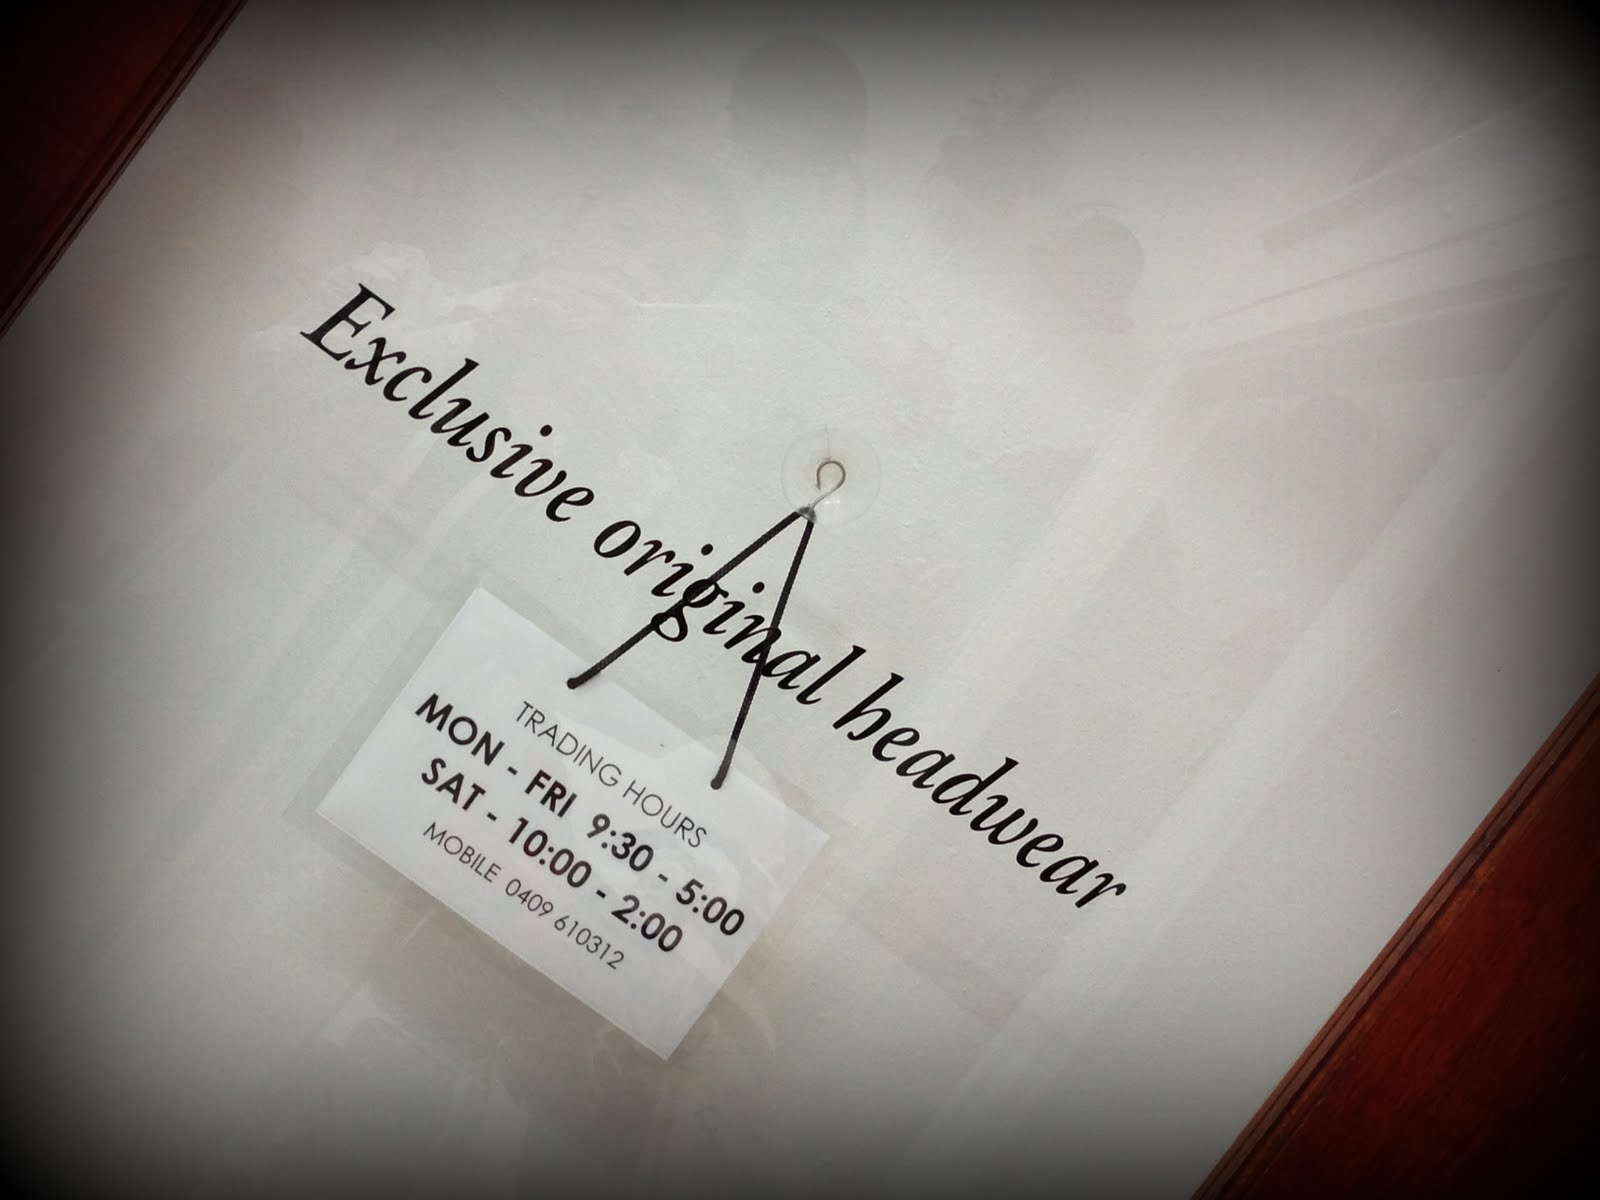 Exclusive original headwear
TRADING HOURS
MON - FRI 9:30 - 5:00
SAT - 10:00 - 2:00
MOBILE 0409 610312